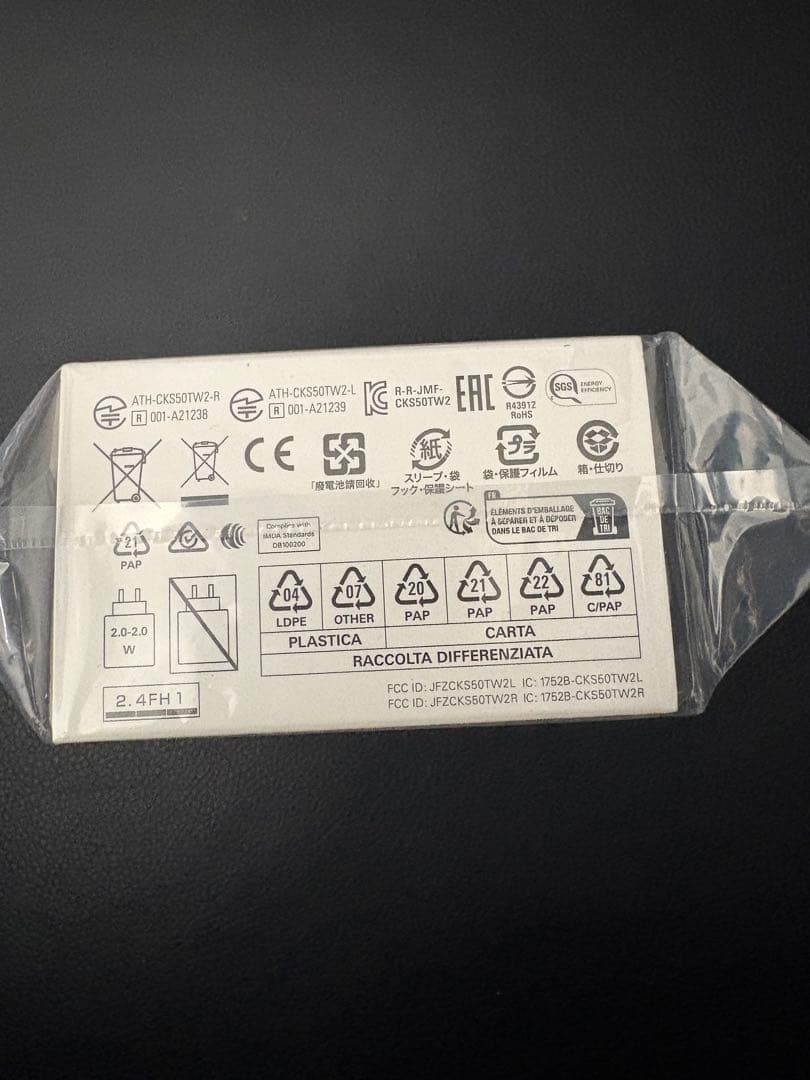 ATH-CKS50TW2-R
R 001-A21238
ATH-CKS50TW2-L
R 001-A21239
R-R-JMF-
CKS50TW2
EAC
R43912
RoHS
SGS ENERGY
EFFICIENCY
CE
「廢電池請回收」
紙
スリーブ・袋
フック・保護シート
プラ
袋・保護フィルム
箱・仕切り
21
PAP
Complies with
IMDA Standards
DB100200
FR
ÉLÉMENTS D'EMBALLAGE
À SÉPARER ET À DÉPOSER
DANS LE BAC DE TRI
BAC
DE
TRI
2.0-2.0
W
04
LDPE
07
OTHER
20
PAP
21
PAP
22
PAP
81
C/PAP
PLASTICA
CARTA
RACCOLTA DIFFERENZIATA
2.4FH1
FCC ID: JFZCKS50TW2L IC: 1752B-CKS50TW2L
FCC ID: JFZCKS50TW2R IC: 1752B-CKS50TW2R